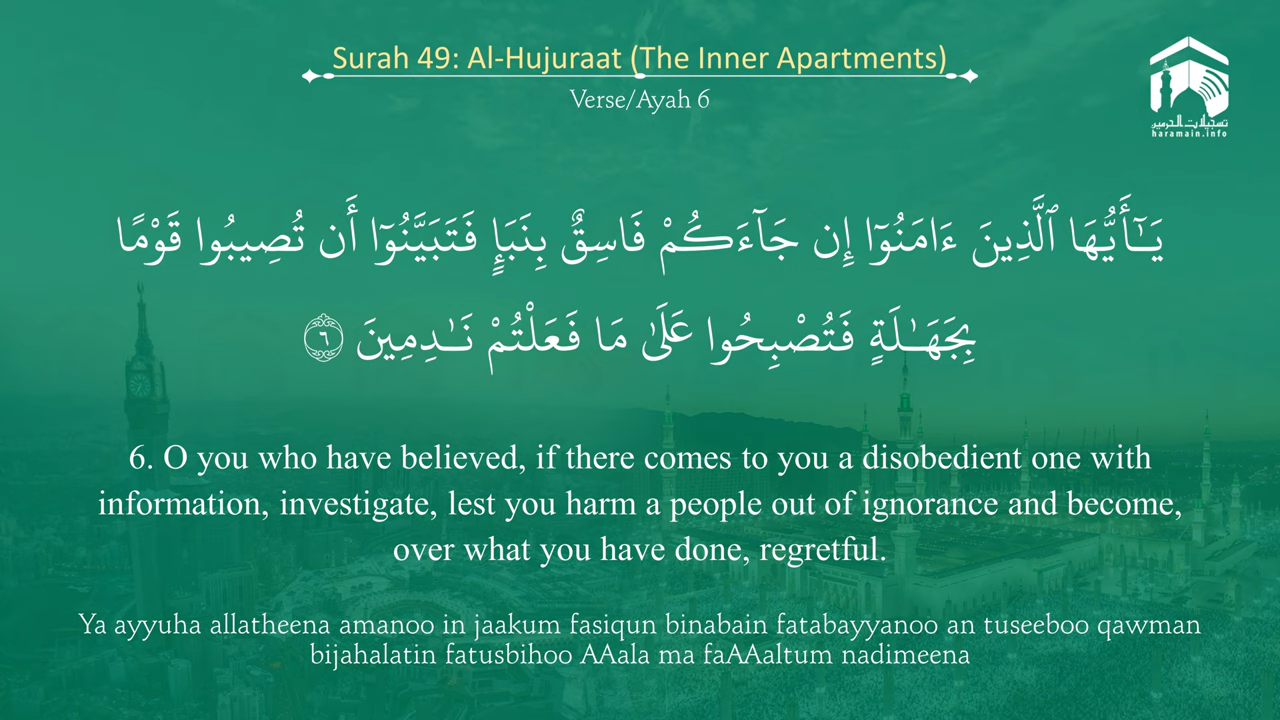 Surah 49: Al-Hujuraat (The Inner Apartments)
Verse/Ayah 6
تسجيلات الحرمين
haramain.info
يَـٰٓأَيُّهَا ٱلَّذِينَ ءَامَنُوٓا۟ إِن جَآءَكُمْ فَاسِقٌۢ بِنَبَإٍ فَتَبَيَّنُوٓا۟ أَن تُصِيبُوا۟ قَوْمًۢا
بِجَهَـٰلَةٍ فَتُصْبِحُوا۟ عَلَىٰ مَا فَعَلْتُمْ نَـٰدِمِينَ ٦
6. O you who have believed, if there comes to you a disobedient one with
information, investigate, lest you harm a people out of ignorance and become,
over what you have done, regretful.
Ya ayyuha allatheena amanoo in jaakum fasiqun binabain fatabayyanoo an tuseeboo qawman
bijahalatin fatusbihoo AAala ma faAAaltum nadimeena